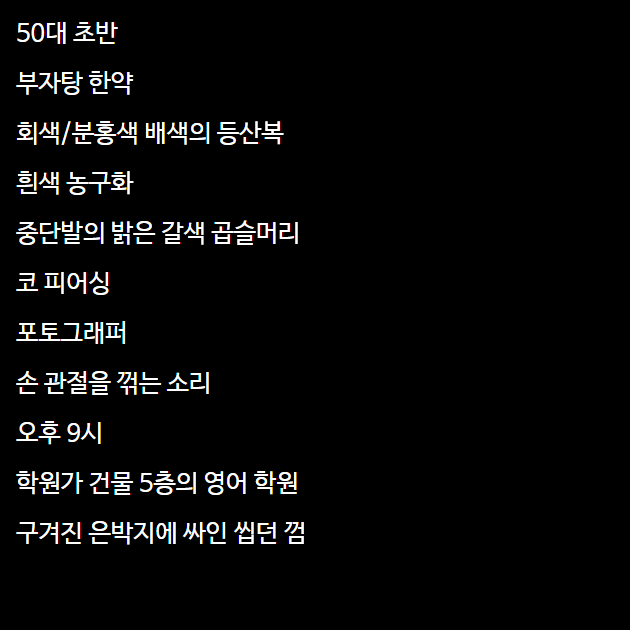 50대 초반
부자탕 한약
회색/분홍색 배색의 등산복
흰색 농구화
중단발의 밝은 갈색 곱슬머리
코 피어싱
포토그래퍼
손 관절을 꺾는 소리
오후 9시
학원가 건물 5층의 영어 학원
구겨진 은박지에 싸인 씹던 껌